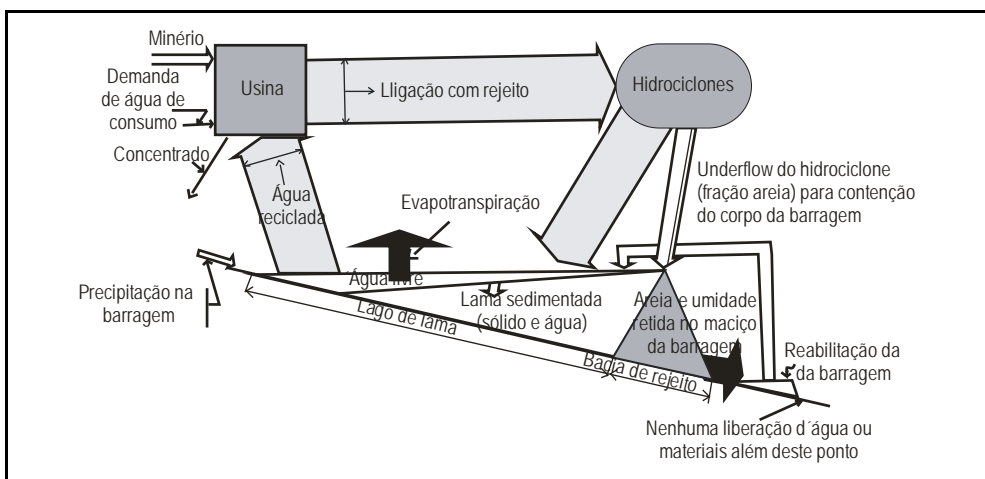 Minério
Usina
Lligação com rejeito
Hidrociclones
Demanda
de água de
consumo
Concentrado
Água
reciclada
Evapotranspiração
Underflow do hidrociclone
(fração areia) para contenção
do corpo da barragem
Precipitação na
barragem
Água livre
Lago de lama
Lama sedimentada
(sólido e água)
Areia e umidade
retida no maciço
da barragem
Bacia de rejeito
Reabilitação da
da barragem
Nenhuma liberação d´água ou
materiais além deste ponto